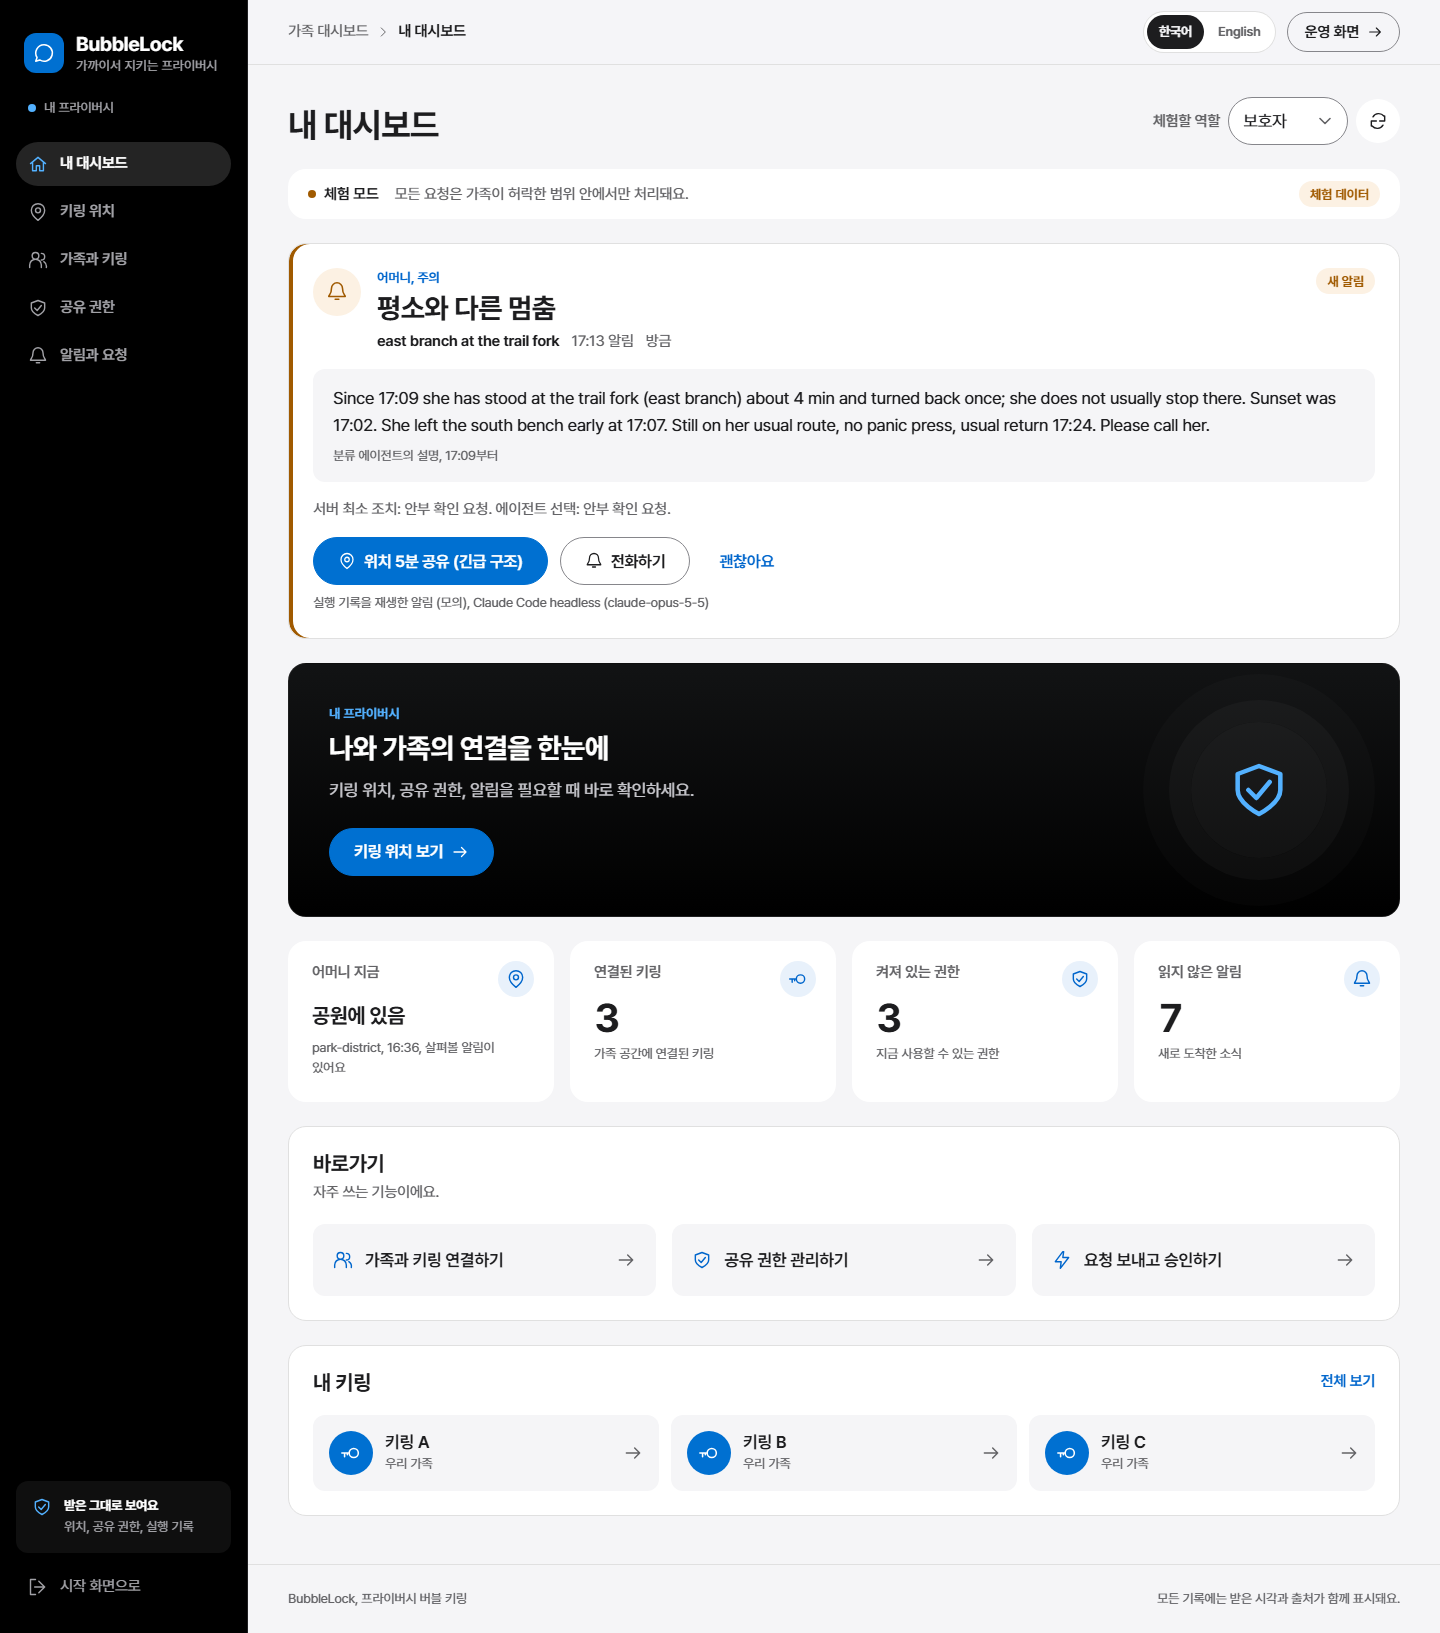 BubbleLock
가까이서 지키는 프라이버시
내 프라이버시
내 대시보드
키링 위치
가족과 키링
공유 권한
알림과 요청
받은 그대로 보여요
위치, 공유 권한, 실행 기록
시작 화면으로
가족 대시보드 > 내 대시보드
한국어 English
운영 화면 →
내 대시보드
체험할 역할 보호자
체험 모드 모든 요청은 가족이 허락한 범위 안에서만 처리돼요.
체험 데이터
어머니, 주의
새 알림
평소와 다른 멈춤
east branch at the trail fork 17:13 알림 방금
Since 17:09 she has stood at the trail fork (east branch) about 4 min and turned back once; she does not usually stop there. Sunset was
17:02. She left the south bench early at 17:07. Still on her usual route, no panic press, usual return 17:24. Please call her.
분류 에이전트의 설명, 17:09부터
서버 최소 조치: 안부 확인 요청. 에이전트 선택: 안부 확인 요청.
위치 5분 공유 (긴급 구조) 전화하기 괜찮아요
실행 기록을 재생한 알림 (모의), Claude Code headless (claude-opus-5-5)
내 프라이버시
나와 가족의 연결을 한눈에
키링 위치, 공유 권한, 알림을 필요할 때 바로 확인하세요.
키링 위치 보기 →
어머니 지금
공원에 있음
park-district, 16:36, 살펴볼 알림이
있어요
연결된 키링
3
가족 공간에 연결된 키링
켜져 있는 권한
3
지금 사용할 수 있는 권한
읽지 않은 알림
7
새로 도착한 소식
바로가기
자주 쓰는 기능이에요.
가족과 키링 연결하기 →
공유 권한 관리하기 →
요청 보내고 승인하기 →
내 키링
전체 보기
키링 A
우리 가족
키링 B
우리 가족
키링 C
우리 가족
BubbleLock, 프라이버시 버블 키링
모든 기록에는 받은 시각과 출처가 함께 표시돼요.